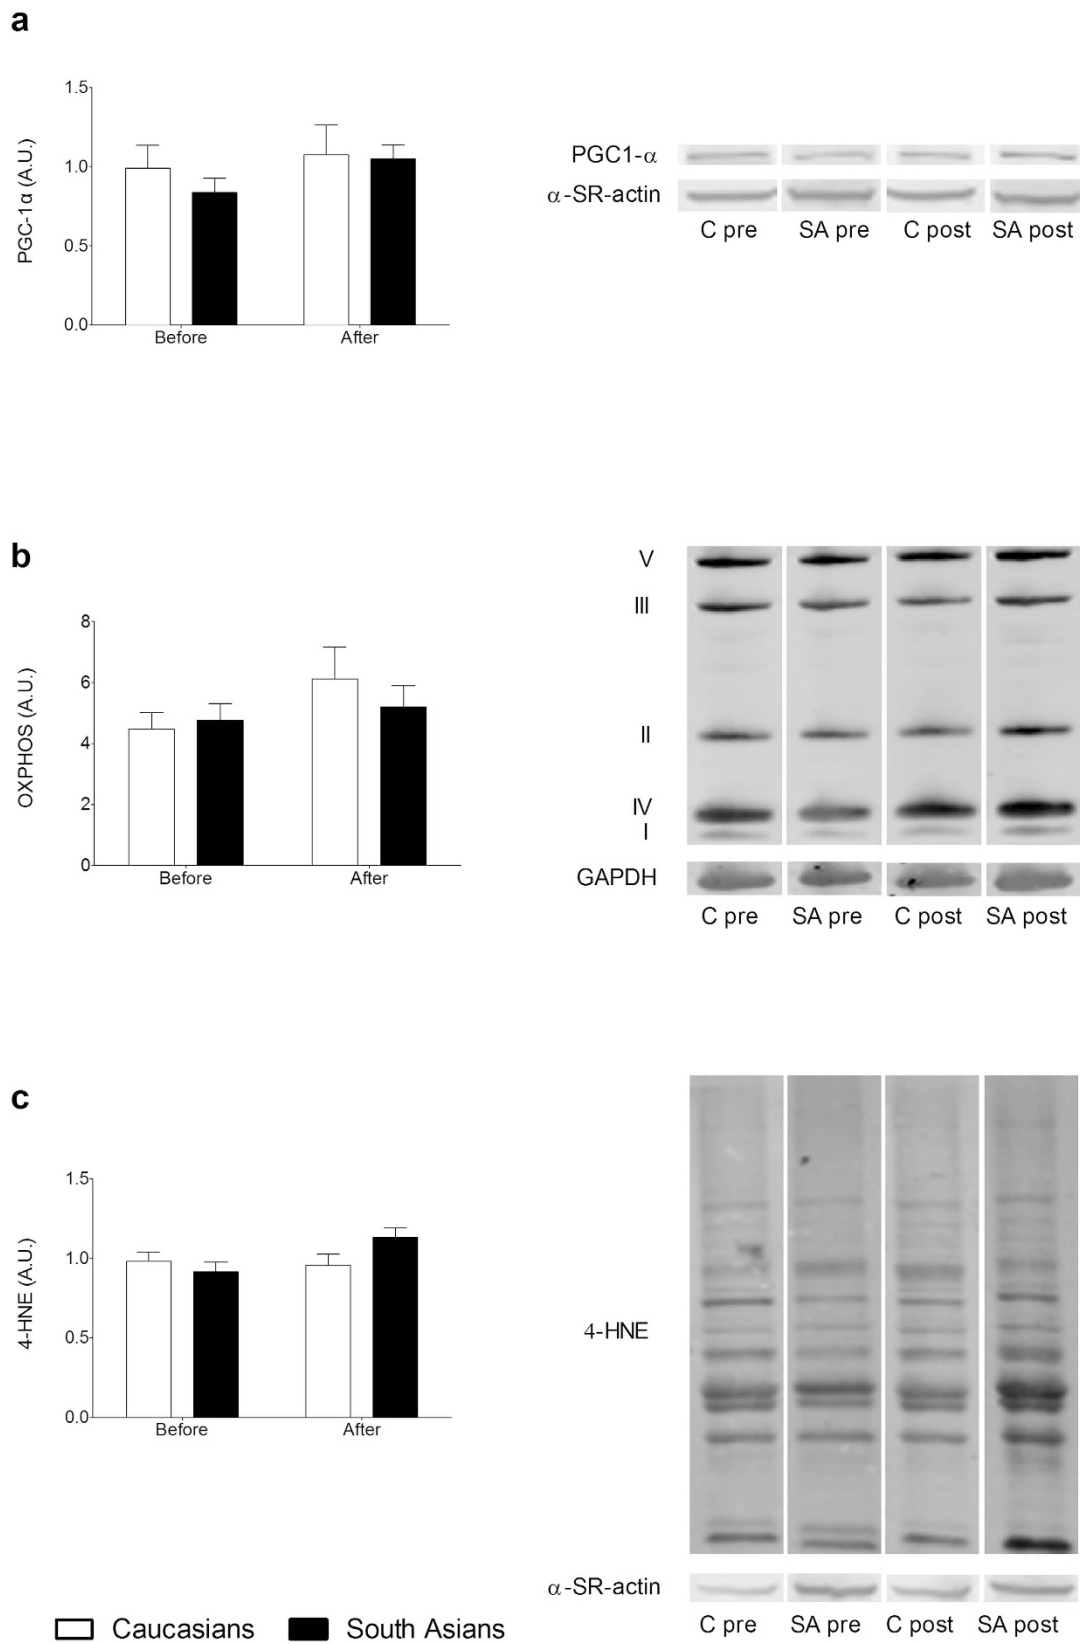 a
1.5
1.0
0.5
0.0
PGC-1α (A.U.)
Before After
PGC1-α
α-SR-actin
C pre SA pre C post SA post
b
8
6
4
2
0
OXPHOS (A.U.)
Before After
V
III
II
IV
I
GAPDH
C pre SA pre C post SA post
c
1.5
1.0
0.5
0.0
4-HNE (A.U.)
Before After
4-HNE
α-SR-actin
C pre SA pre C post SA post
Caucasians South Asians